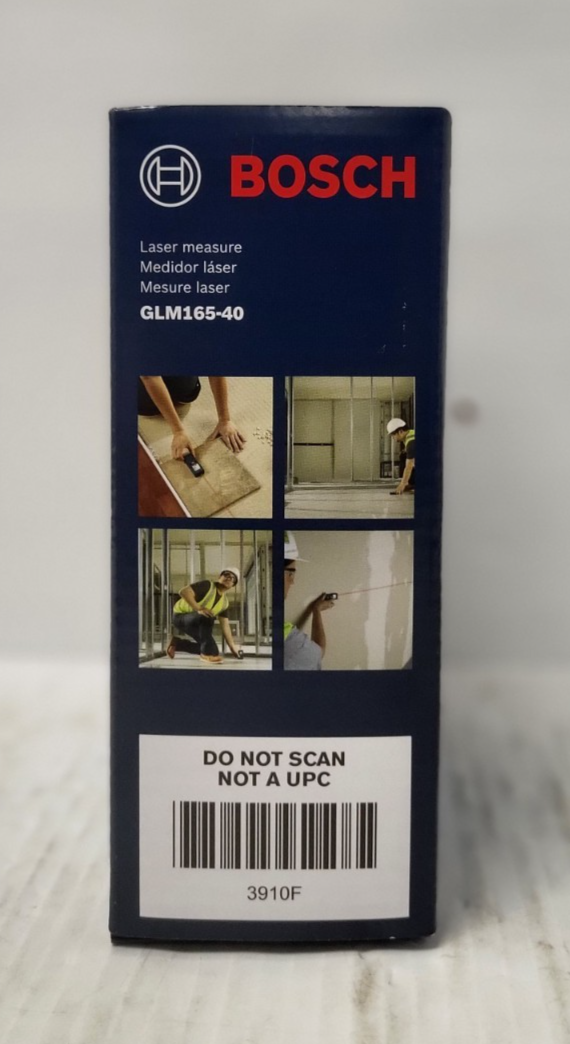 BOSCH
Laser measure
Medidor láser
Mesure laser
GLM165-40
DO NOT SCAN
NOT A UPC
3910F